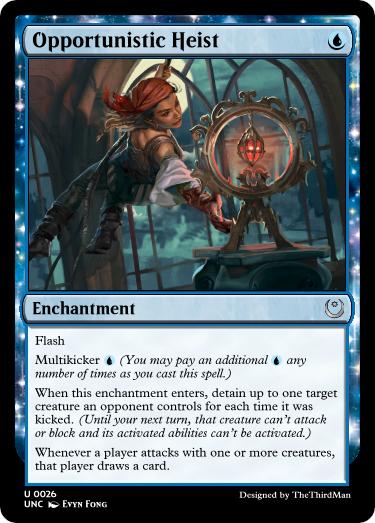 Opportunistic Heist
Enchantment
Flash
Multikicker (You may pay an additional any
number of times as you cast this spell.)
When this enchantment enters, detain up to one target
creature an opponent controls for each time it was
kicked. (Until your next turn, that creature can't attack
or block and its activated abilities can't be activated.)
Whenever a player attacks with one or more creatures,
that player draws a card.
U 0026
UNC Evyn Fong
Designed by TheThirdMan